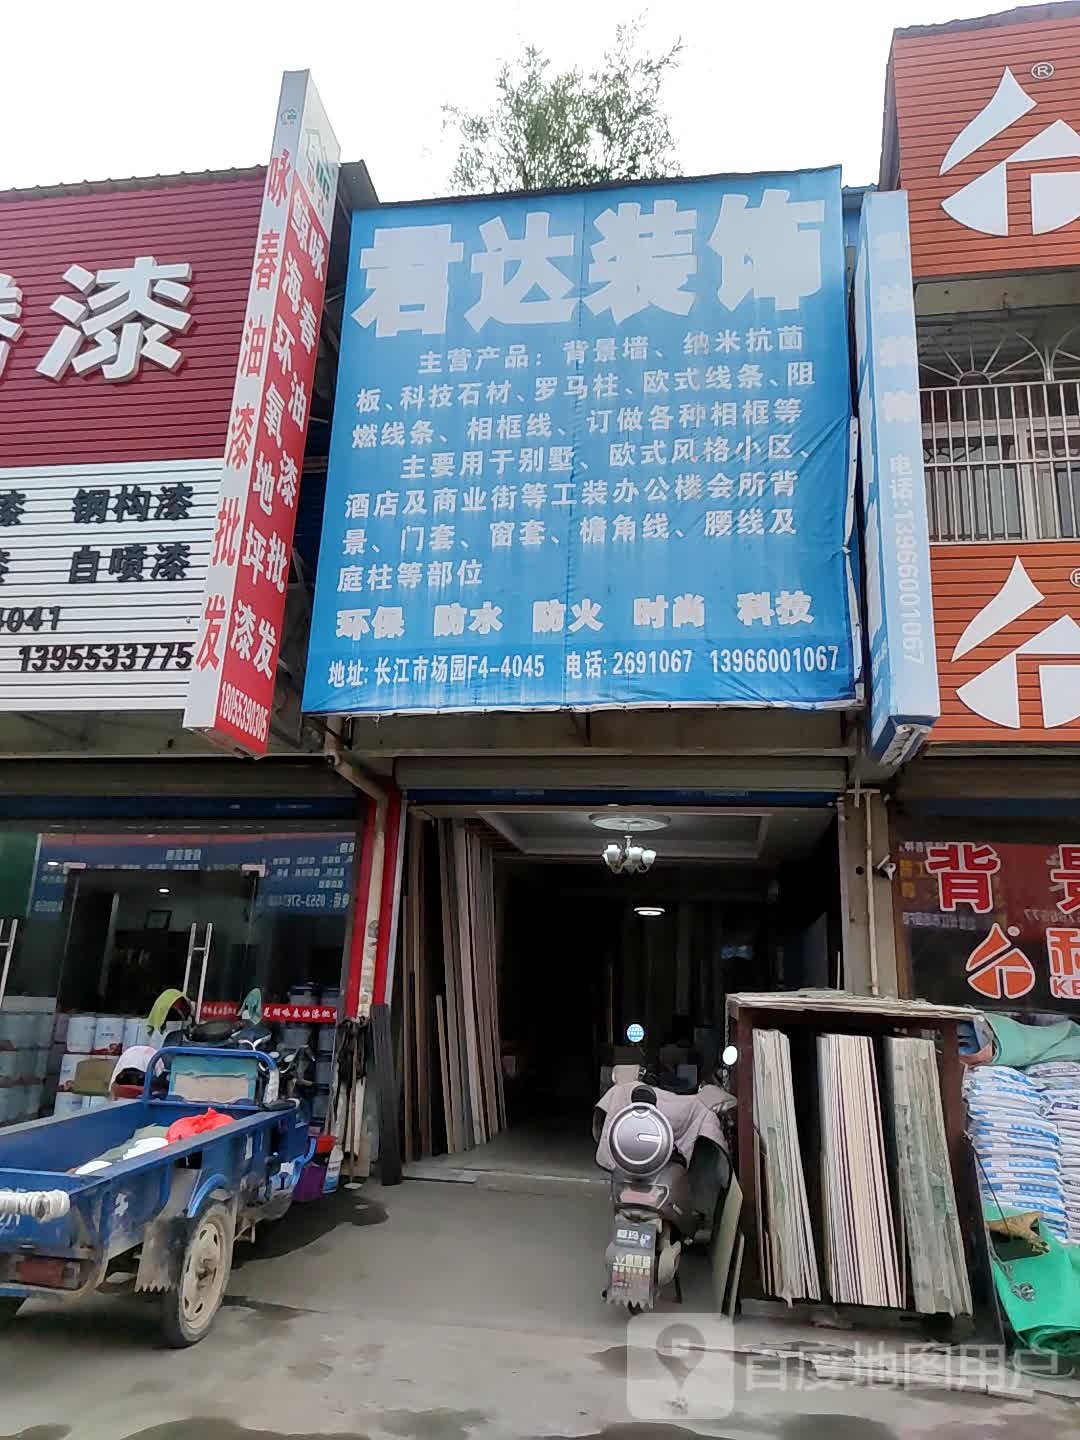 漆
漆 钢构漆
自喷漆
4041
1395533775
咏春油漆批发
咏春油漆批发
鲸海环氧地坪漆
18055390305
君达装饰
主营产品：背景墙、纳米抗菌
板、科技石材、罗马柱、欧式线条、阻
燃线条、相框线、订做各种相框等
主要用于别墅、欧式风格小区、
酒店及商业街等工装办公楼会所背
景、门套、窗套、檐角线、腰线及
庭柱等部位
环保 防水 防火 时尚 科技
地址：长江市场园F4-4045 电话：2691067 13966001067
电话：13966001067
®
背景
百度地图用户